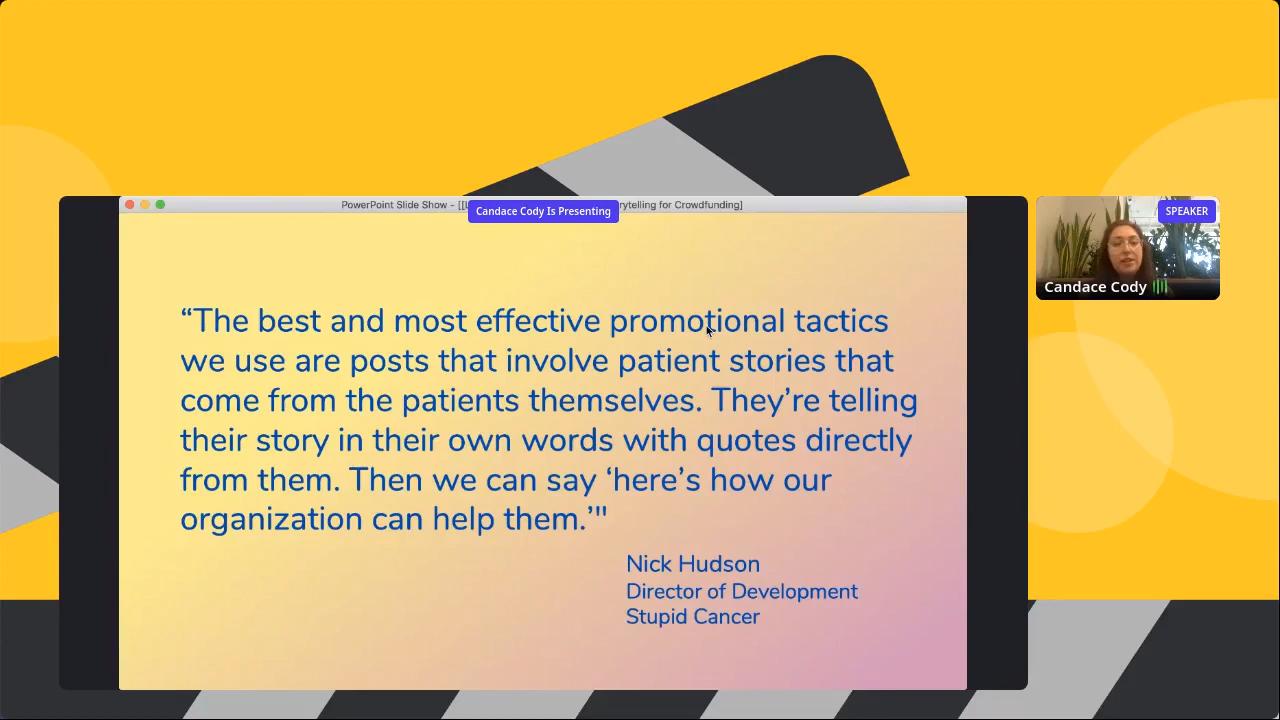 PowerPoint Slide Show - [[L
Candace Cody Is Presenting
rytelling for Crowdfunding]
SPEAKER
Candace Cody
“The best and most effective promotional tactics
we use are posts that involve patient stories that
come from the patients themselves. They’re telling
their story in their own words with quotes directly
from them. Then we can say ‘here’s how our
organization can help them.’"
Nick Hudson
Director of Development
Stupid Cancer